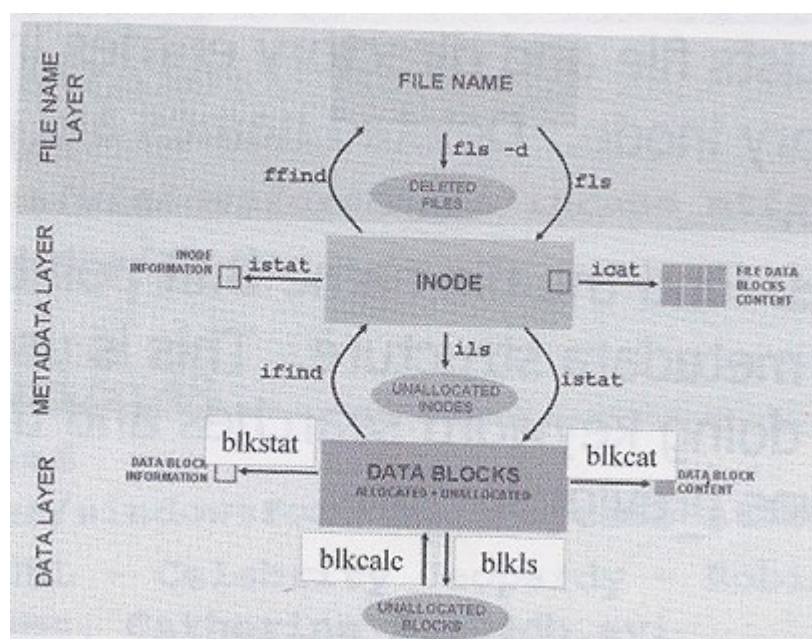 FILE NAME
LAYER
FILE NAME
fls -d
ffind
DELETED
FILES
fls
METADATA LAYER
INODE
INFORMATION
istat
INODE
icat
FILE DATA
BLOCKS
CONTENT
ils
ifind
UNALLOCATED
INODES
istat
DATA LAYER
blkstat
DATA BLOCK
INFORMATION
DATA BLOCKS
ALLOCATED + UNALLOCATED
blkcat
DATA BLOCK
CONTENT
blkcalc
blkls
UNALLOCATED
BLOCKS